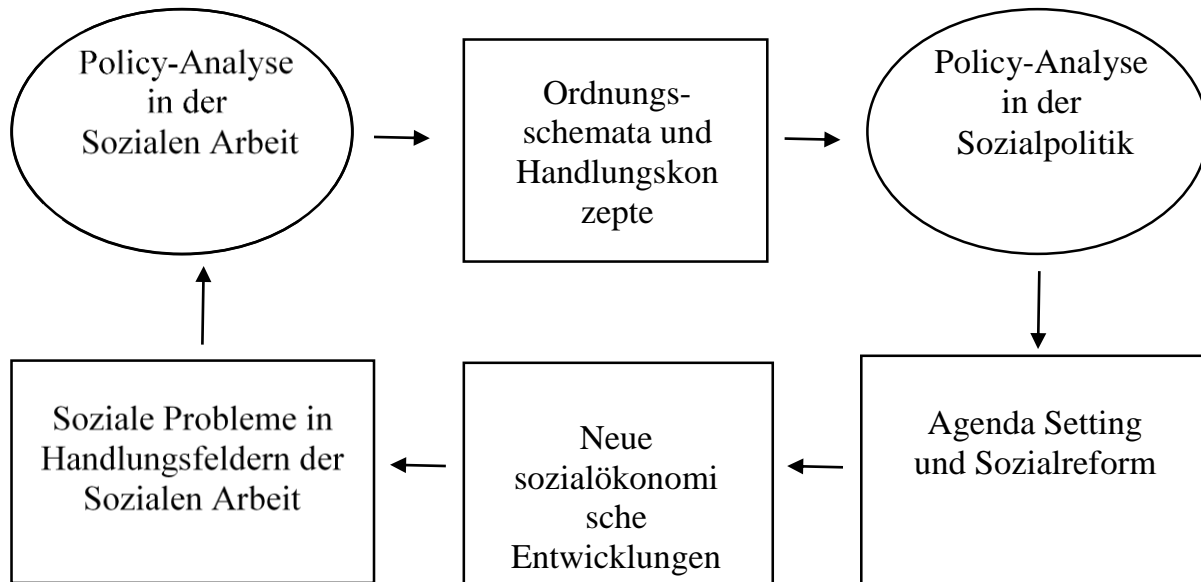 Policy-Analyse
in der
Sozialen Arbeit
Ordnungs-
schemata und
Handlungskon
zepte
Policy-Analyse
in der
Sozialpolitik
Soziale Probleme in
Handlungsfeldern der
Sozialen Arbeit
Neue
sozialökonomi
sche
Entwicklungen
Agenda Setting
und Sozialreform